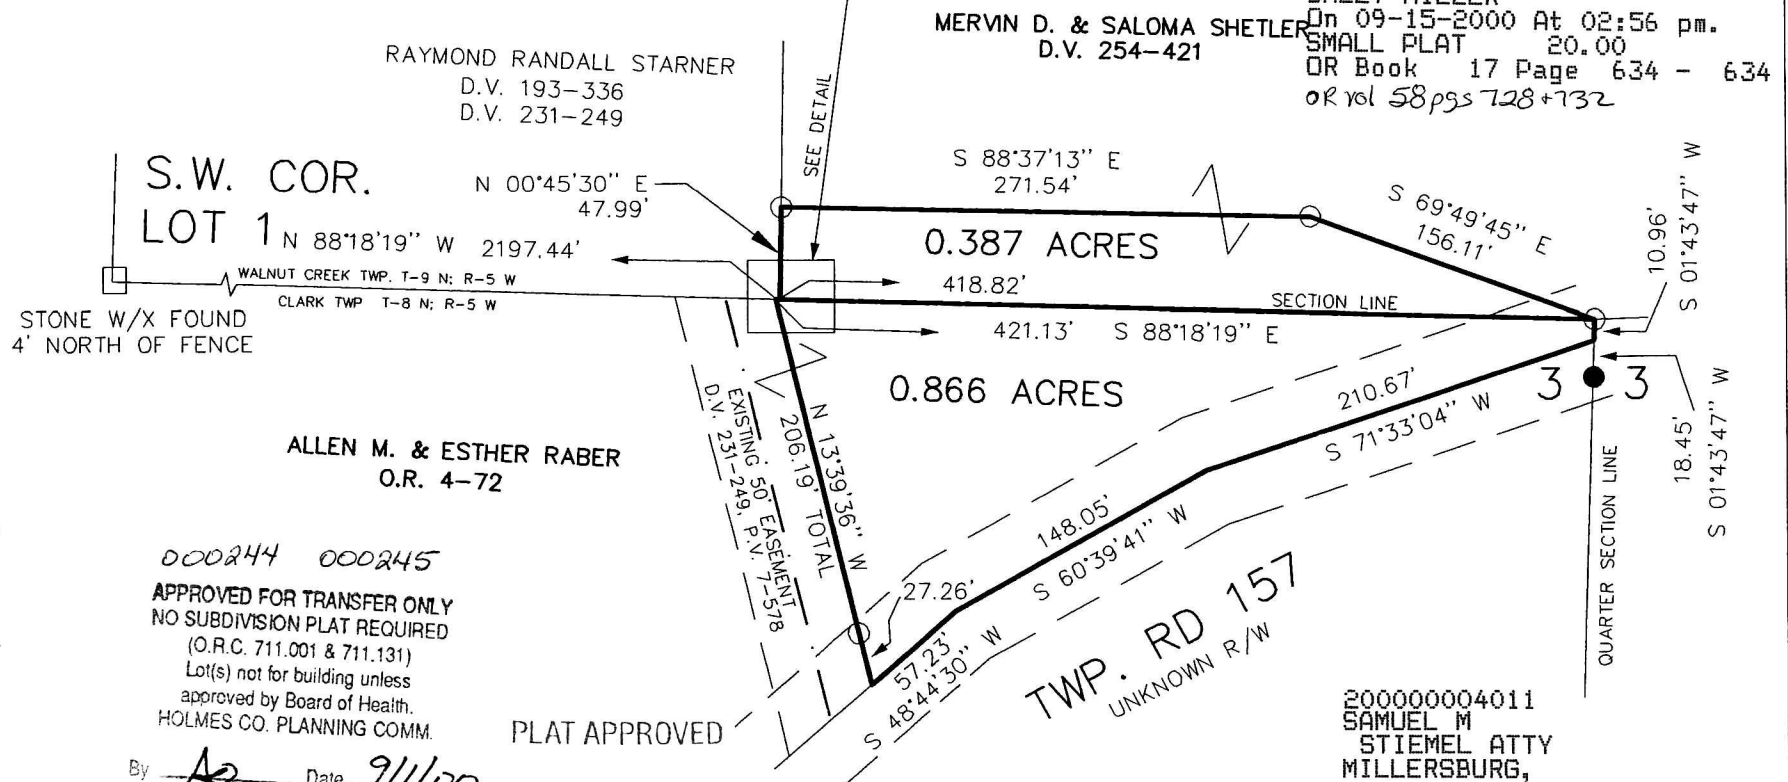 MERVIN D. & SALOMA SHETLER
D.V. 254-421
On 09-15-2000 At 02:56 pm.
SMALL PLAT 20.00
OR Book 17 Page 634 - 634
OR vol 58 pgs 728+732
RAYMOND RANDALL STARNER
D.V. 193-336
D.V. 231-249
SEE DETAIL
S.W. COR.
LOT 1
N 00°45'30" E
47.99'
N 88°18'19" W 2197.44'
S 88°37'13" E
271.54'
S 69°49'45" E
156.11'
10.96'
S 01°43'47" W
0.387 ACRES
418.82'
SECTION LINE
421.13' S 88°18'19" E
WALNUT CREEK TWP. T-9 N; R-5 W
CLARK TWP T-8 N; R-5 W
STONE W/X FOUND
4' NORTH OF FENCE
0.866 ACRES
3 3
18.45'
S 01°43'47" W
QUARTER SECTION LINE
210.67'
S 71°33'04" W
148.05'
S 60°39'41" W
27.26'
57.23'
S 48°44'30" W
N 13°39'36" W
206.19' TOTAL
EXISTING 50' EASEMENT
D.V. 231-249, P.V. 7-578
ALLEN M. & ESTHER RABER
O.R. 4-72
TWP. RD 157
UNKNOWN R/W
000244 000245
APPROVED FOR TRANSFER ONLY
NO SUBDIVISION PLAT REQUIRED
(O.R.C. 711.001 & 711.131)
Lot(s) not for building unless
approved by Board of Health.
HOLMES CO. PLANNING COMM.
By Date 9/1/00
PLAT APPROVED
200000004011
SAMUEL M
STIEMEL ATTY
MILLERSBURG,